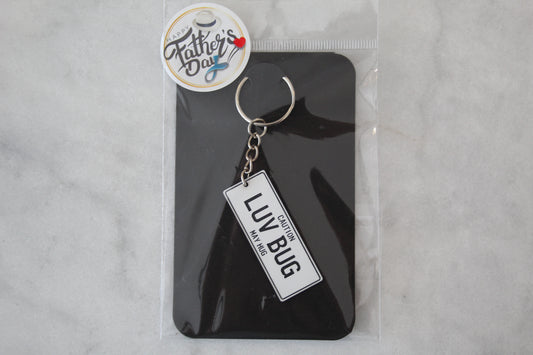 HAPPY
Father's
Day
CAUTION
LUV BUG
MAY HUG